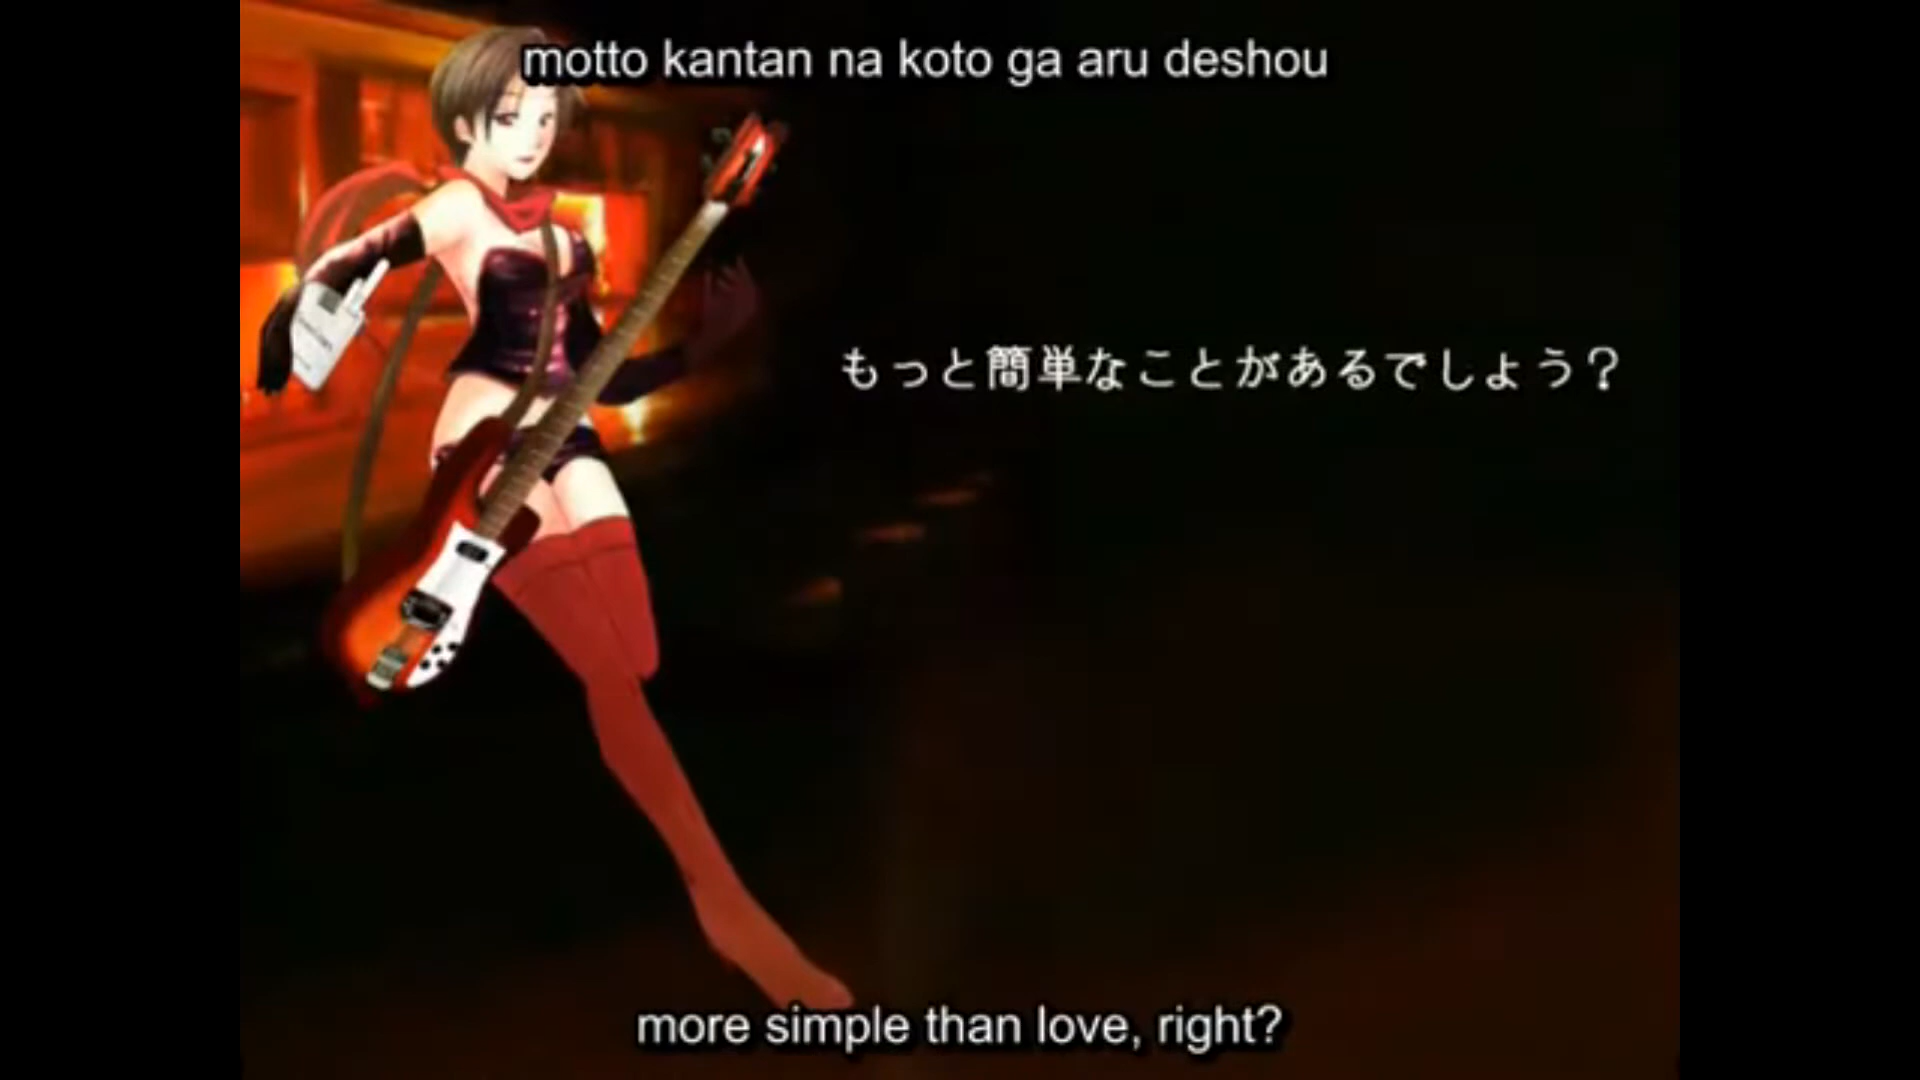 motto kantan na koto ga aru deshou
もっと簡単なことがあるでしょう？
more simple than love, right?